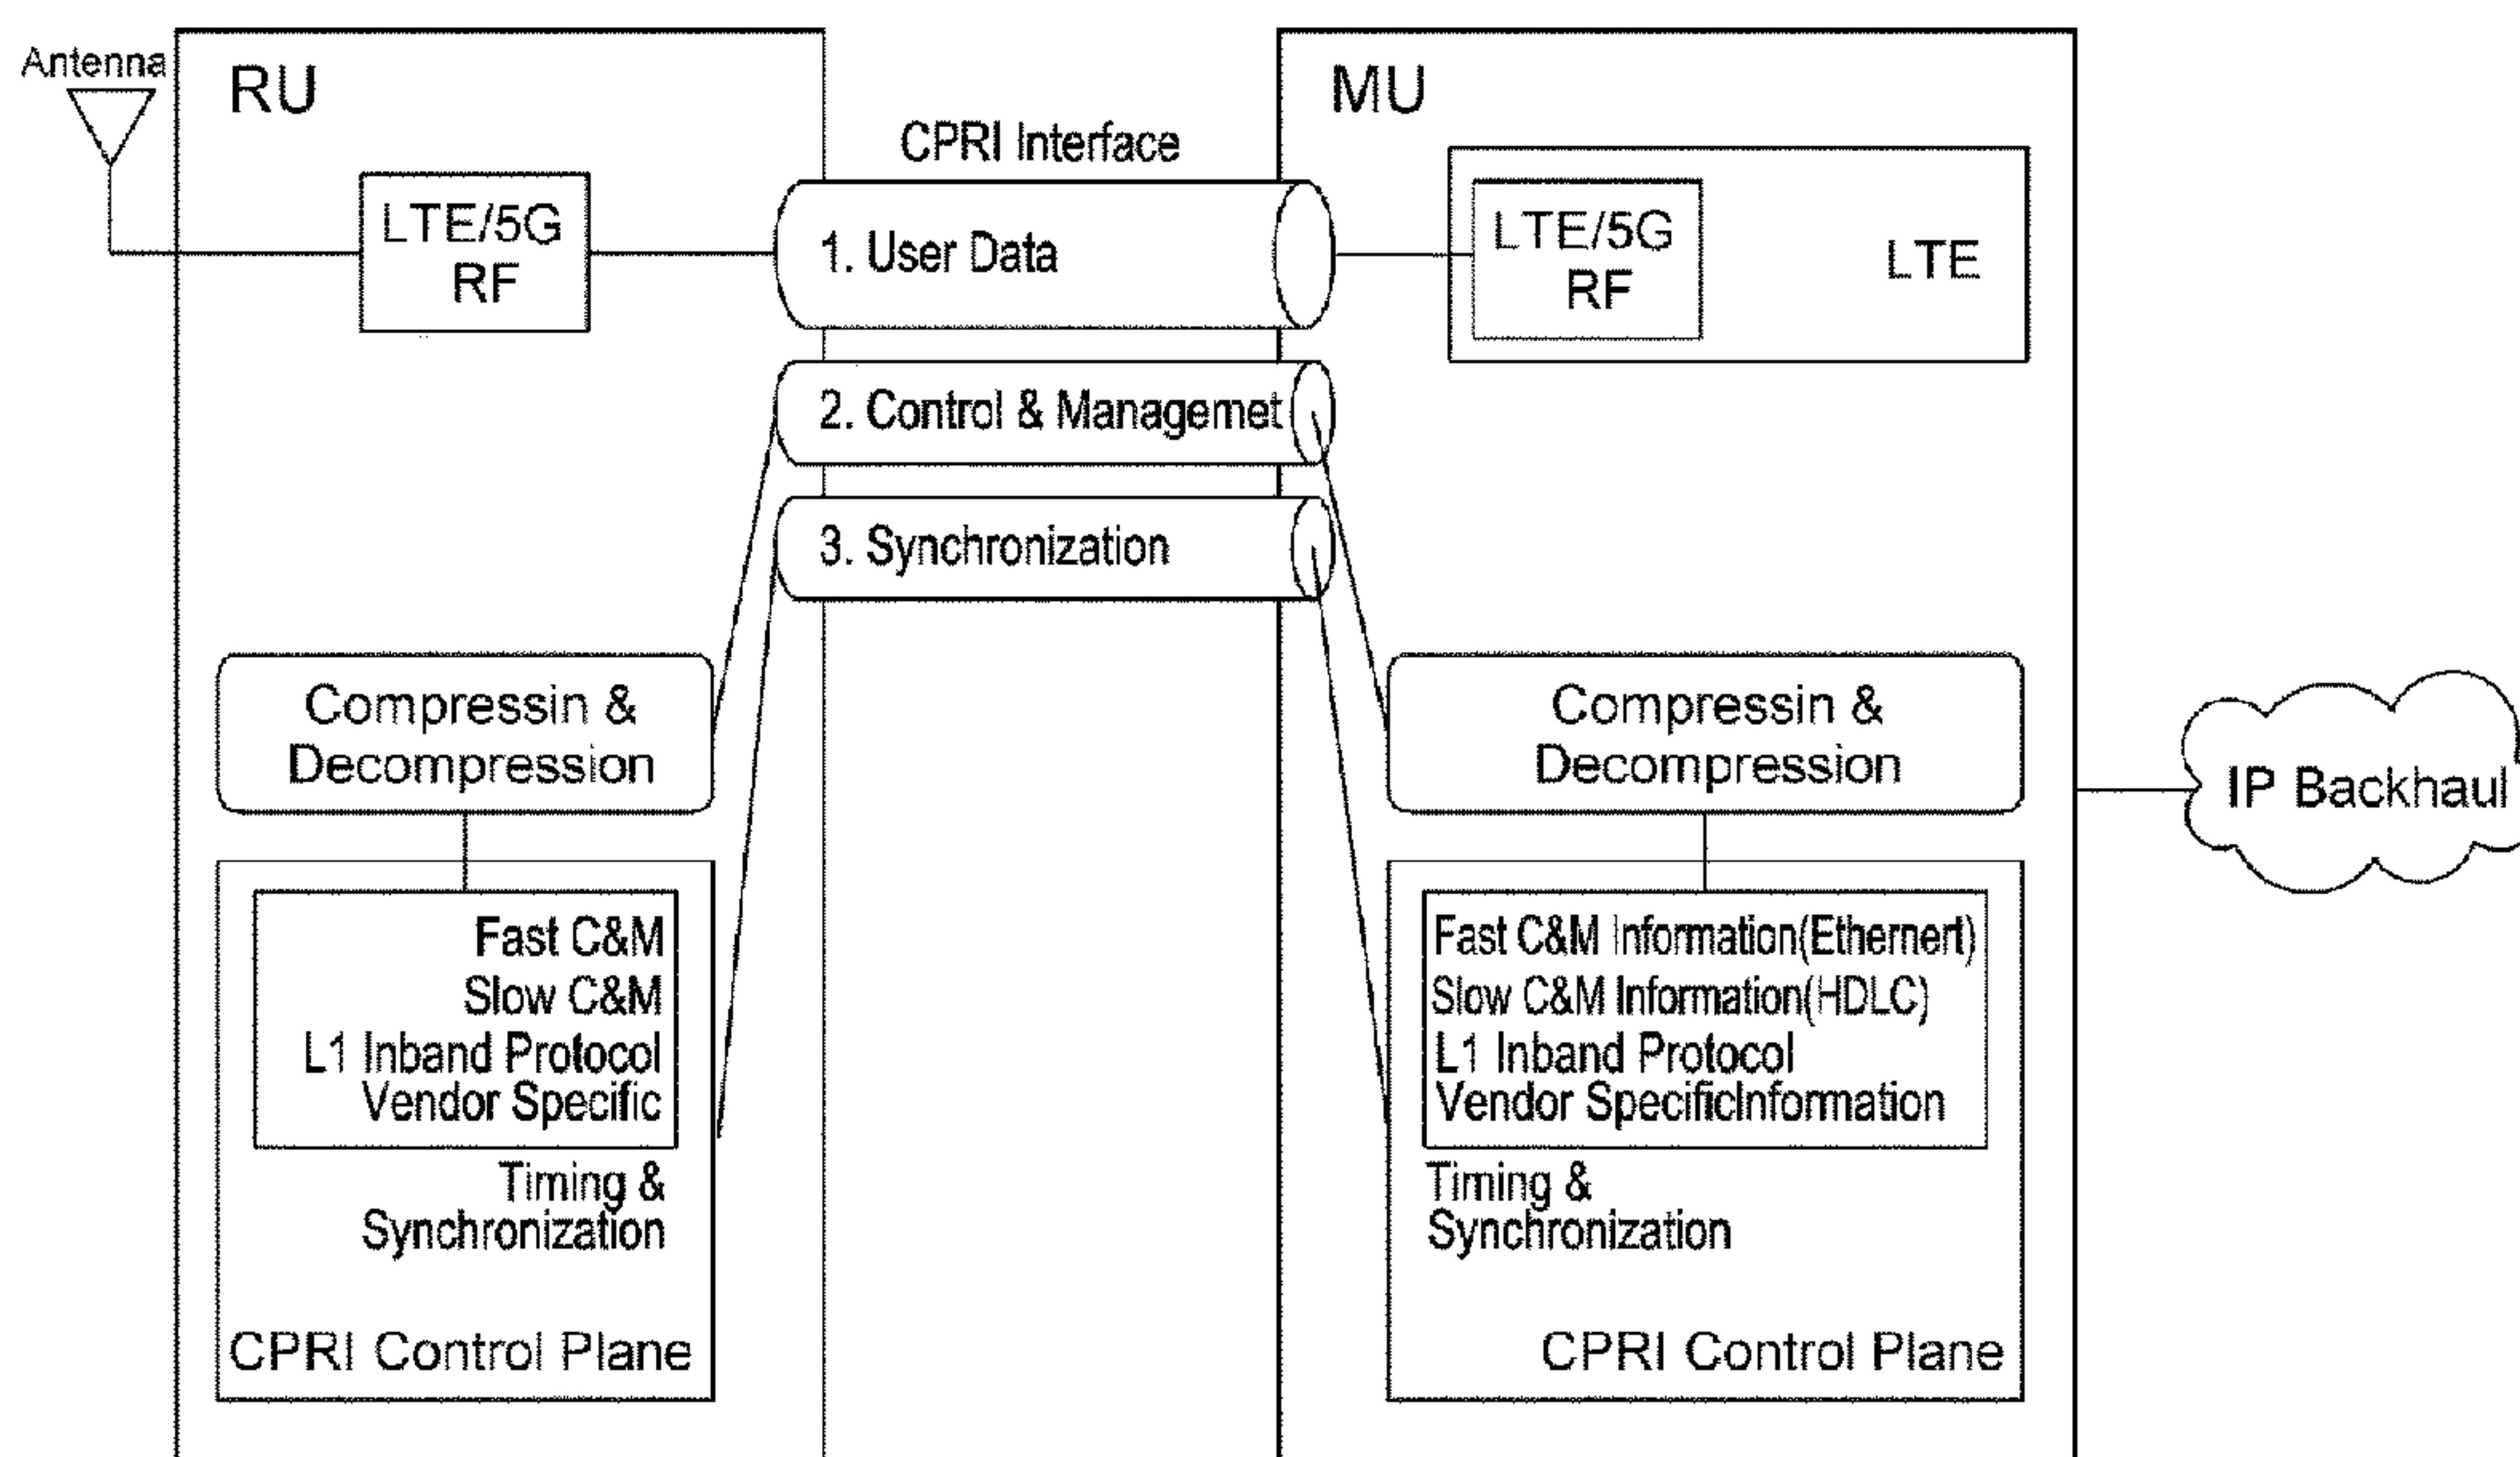 Antenna
RU
MU
CPRI Interface
LTE/5G
RF
1. User Data
LTE/5G
RF
LTE
2. Control & Managemet
3. Synchronization
Compressin &
Decompression
Compressin &
Decompression
IP Backhaul
Fast C&M
Slow C&M
L1 Inband Protocol
Vendor Specific
Timing &
Synchronization
CPRI Control Plane
Fast C&M Information(Ethernert)
Slow C&M Information(HDLC)
L1 Inband Protocol
Vendor SpecificInformation
Timing &
Synchronization
CPRI Control Plane